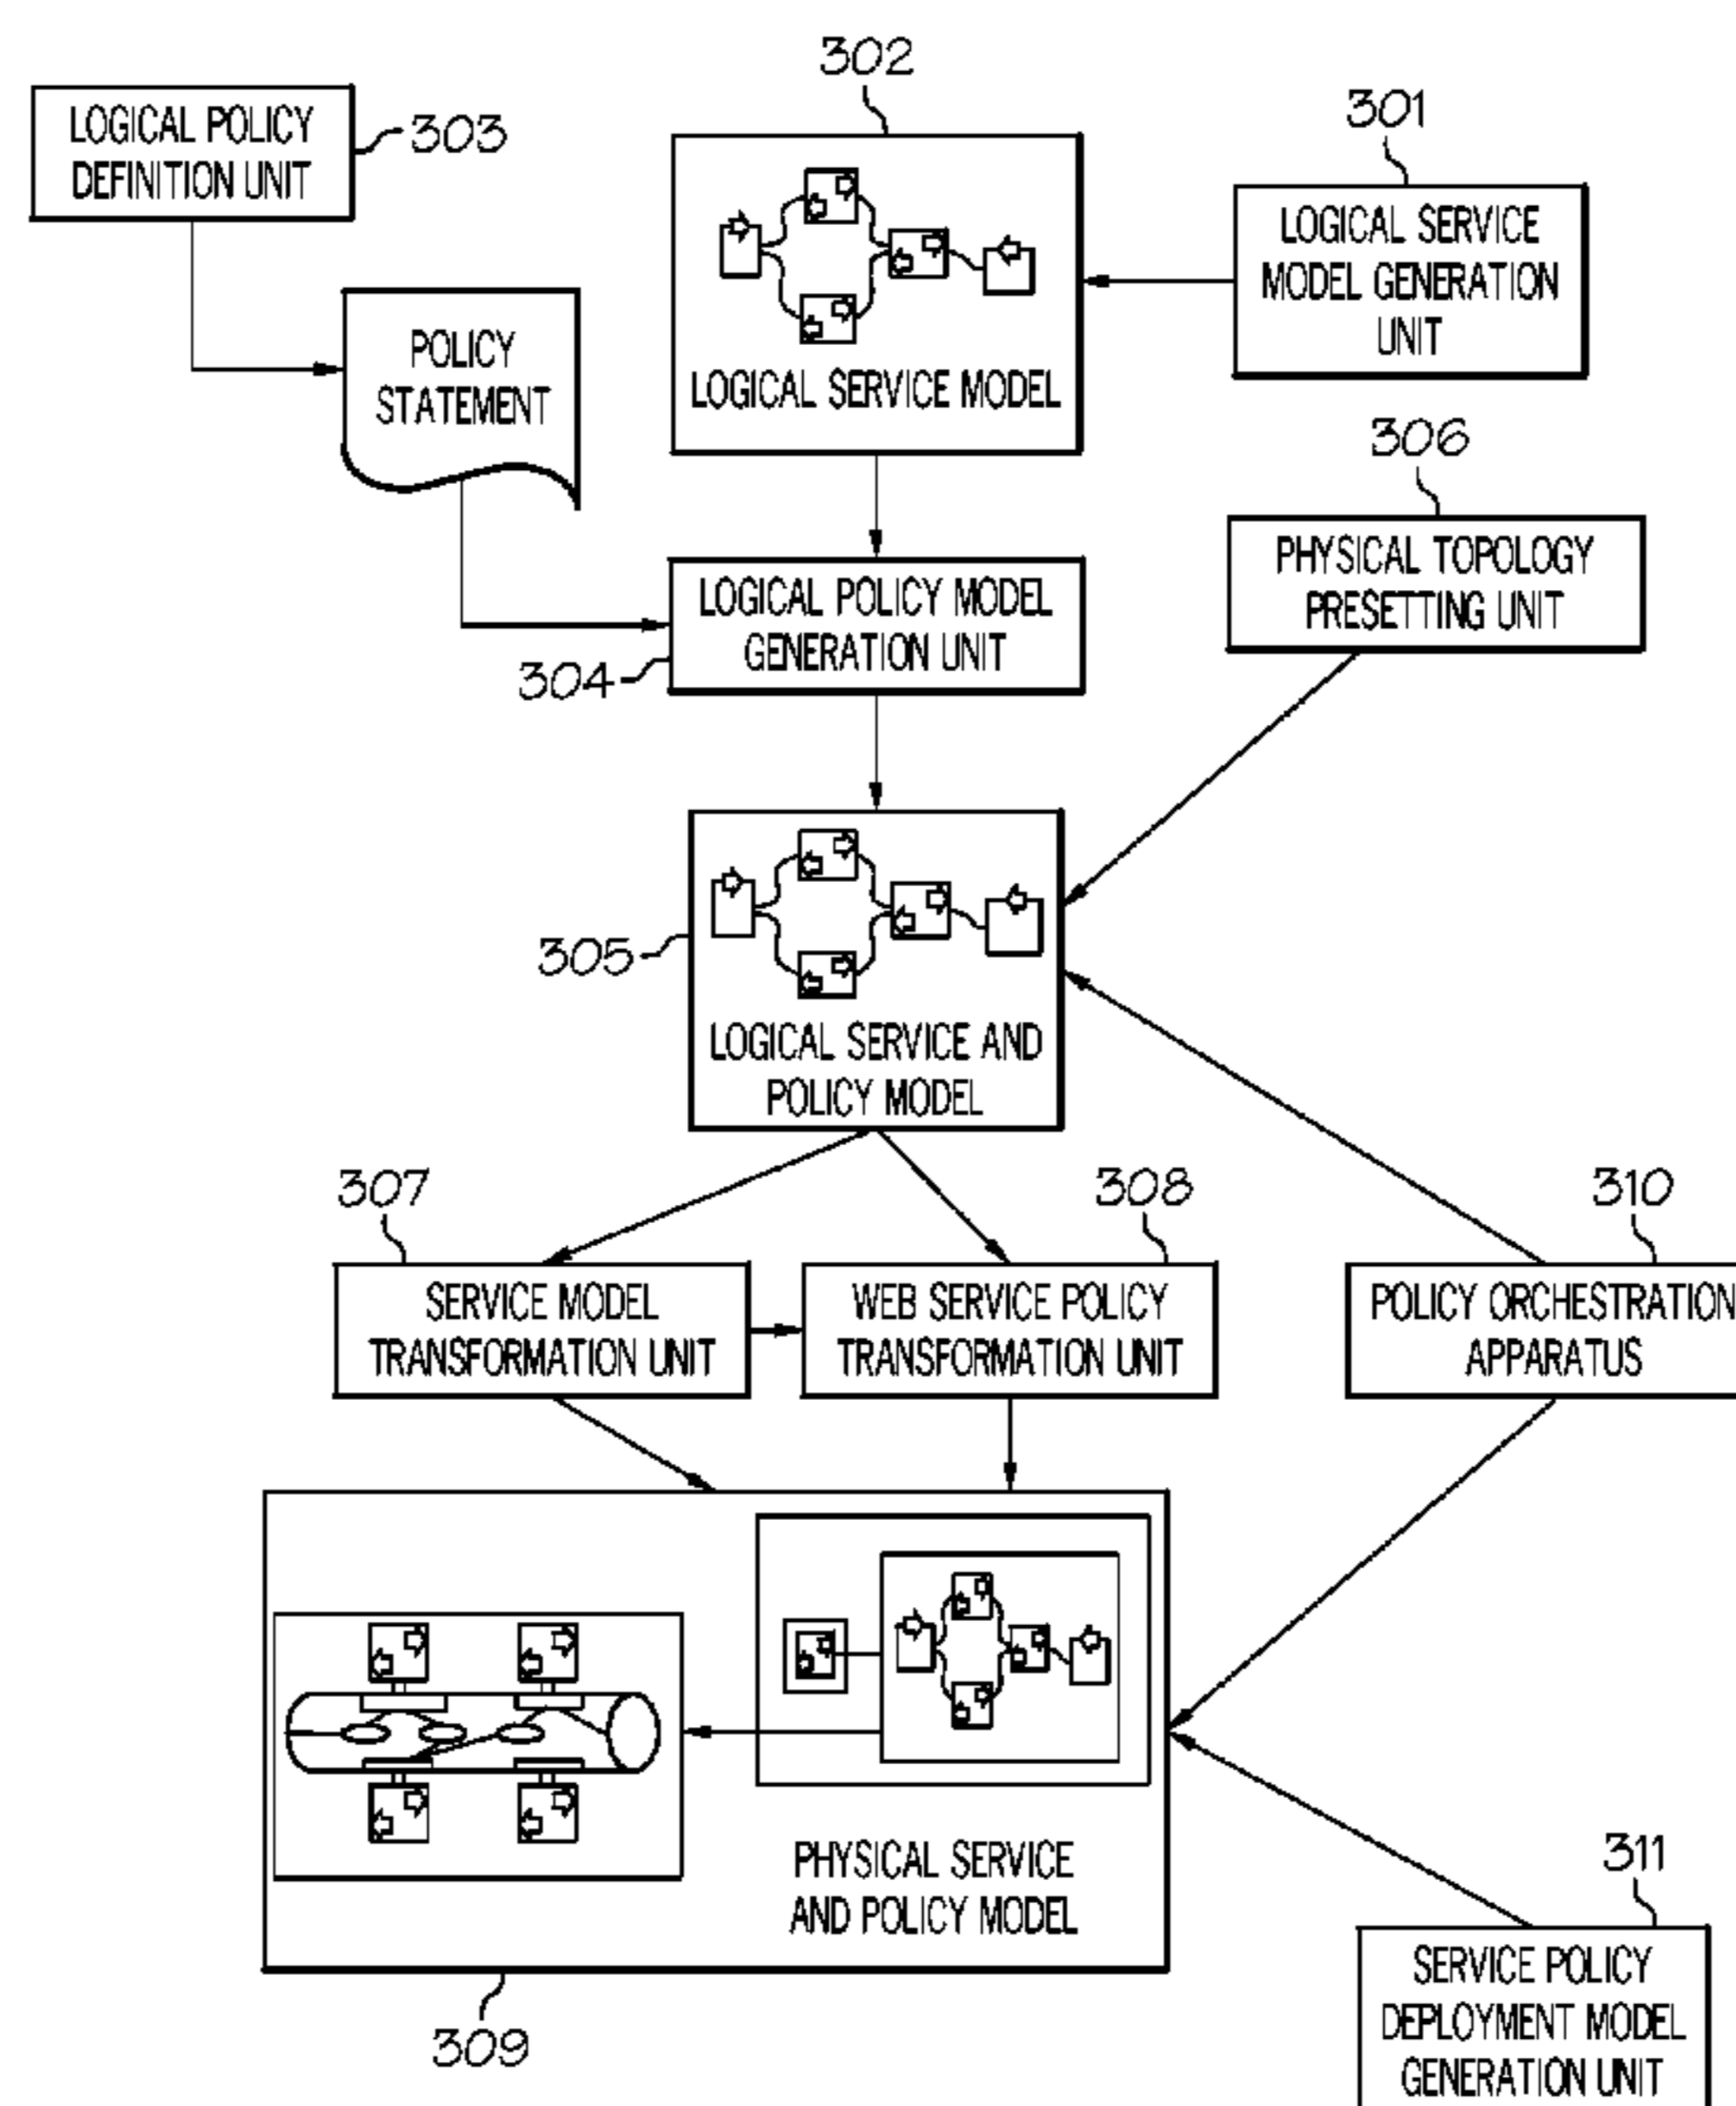 302
301
LOGICAL POLICY
DEFINITION UNIT
303
LOGICAL SERVICE
MODEL GENERATION
UNIT
POLICY
STATEMENT
LOGICAL SERVICE MODEL
306
PHYSICAL TOPOLOGY
PRESETTING UNIT
LOGICAL POLICY MODEL
GENERATION UNIT
304
305
LOGICAL SERVICE AND
POLICY MODEL
307
308
310
SERVICE MODEL
TRANSFORMATION UNIT
WEB SERVICE POLICY
TRANSFORMATION UNIT
POLICY ORCHESTRATION
APPARATUS
PHYSICAL SERVICE
AND POLICY MODEL
311
SERVICE POLICY
DEPLOYMENT MODEL
GENERATION UNIT
309